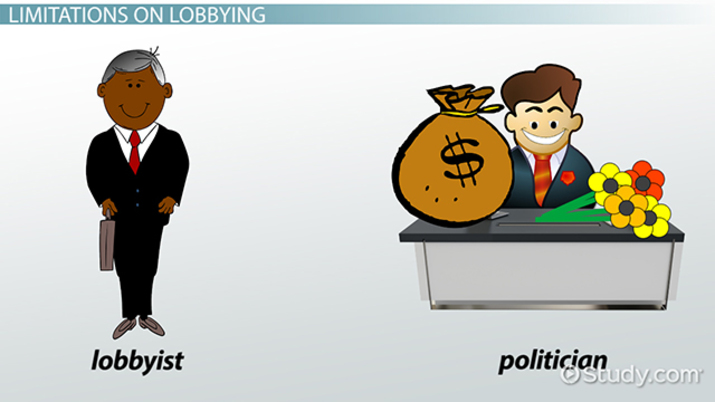 LIMITATIONS ON LOBBYING
$
lobbyist
politician
Study.com